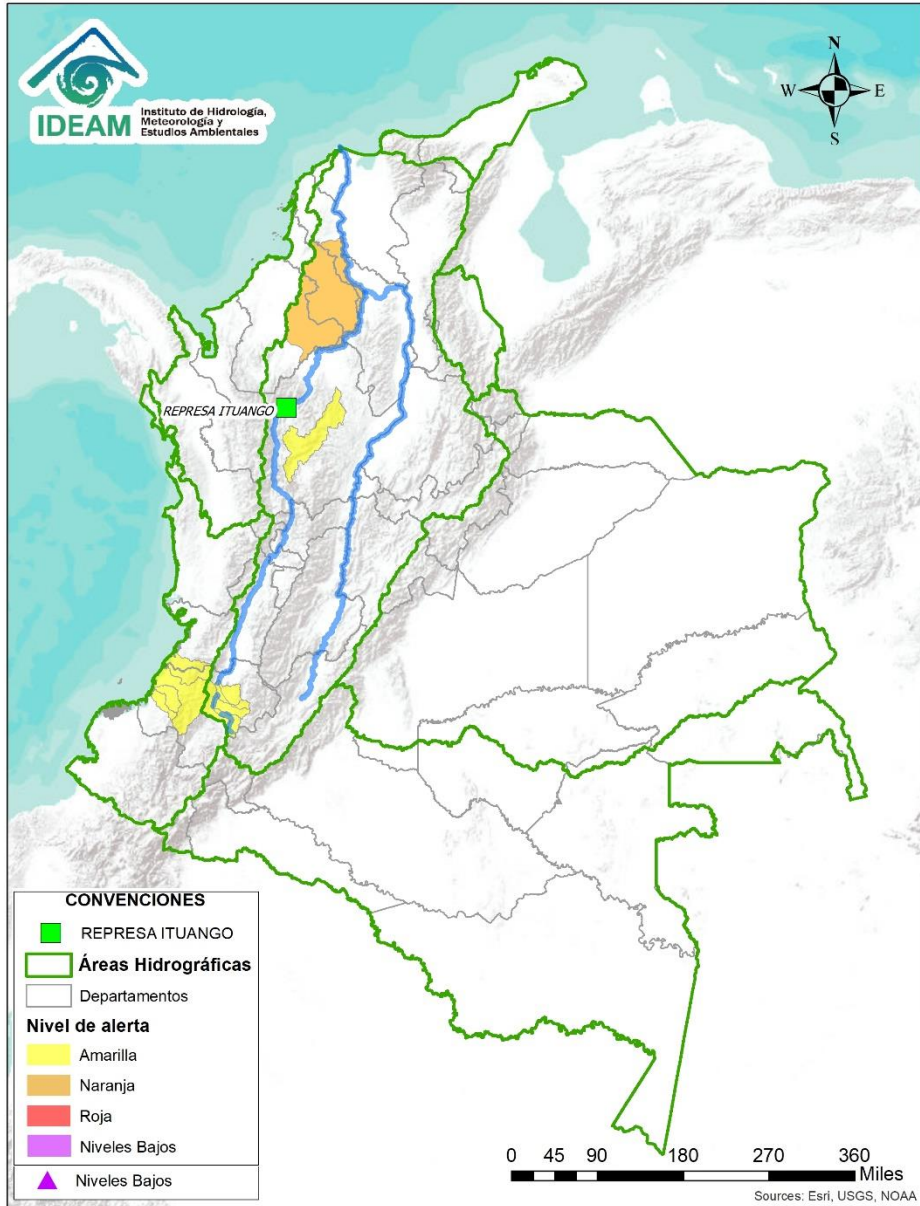 IDEAM
Instituto de Hidrología,
Meteorología y
Estudios Ambientales
N
W
E
S
REPRESA ITUANGO
CONVENCIONES
REPRESA ITUANGO
Áreas Hidrográficas
Departamentos
Nivel de alerta
Amarilla
Naranja
Roja
Niveles Bajos
Niveles Bajos
0 45 90 180 270 360
Miles
Sources: Esri, USGS, NOAA